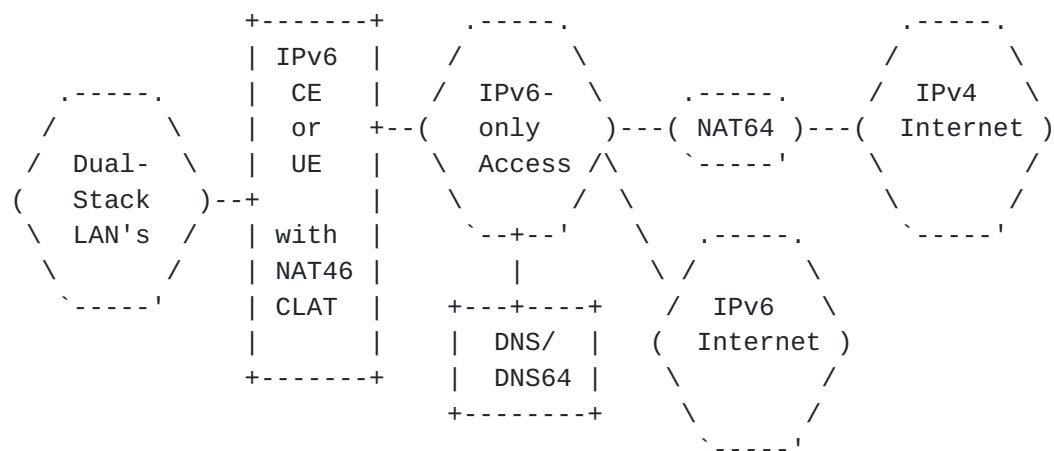 IPv6
CE
or
UE
with
NAT46
CLAT
Dual-
Stack
LAN's
IPv6-
only
Access
NAT64
IPv4
Internet
DNS/
DNS64
IPv6
Internet